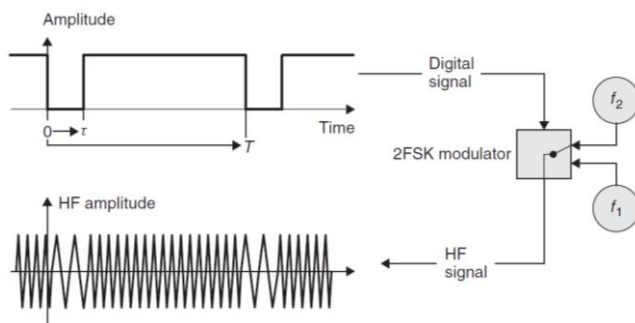 Amplitude
Digital
signal
f2
0
τ
T
Time
2FSK modulator
HF amplitude
f1
HF
signal